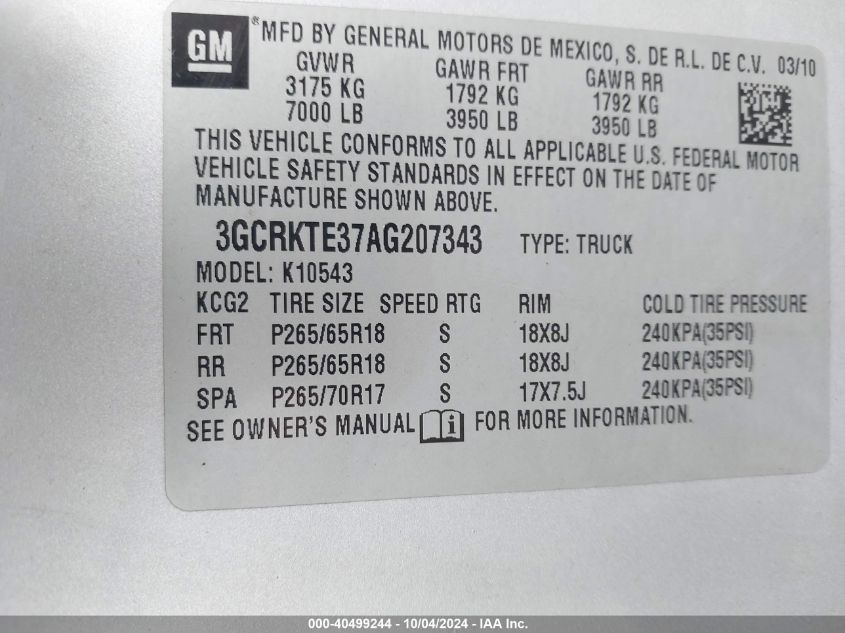 GM ® MFD BY GENERAL MOTORS DE MEXICO, S. DE R.L. DE C.V. 03/10
GVWR GAWR FRT GAWR RR
3175 KG 1792 KG 1792 KG
7000 LB 3950 LB 3950 LB
THIS VEHICLE CONFORMS TO ALL APPLICABLE U.S. FEDERAL MOTOR
VEHICLE SAFETY STANDARDS IN EFFECT ON THE DATE OF
MANUFACTURE SHOWN ABOVE.
3GCRKTE37AG207343 TYPE: TRUCK
MODEL: K10543
KCG2 TIRE SIZE SPEED RTG RIM COLD TIRE PRESSURE
FRT P265/65R18 S 18X8J 240KPA(35PSI)
RR P265/65R18 S 18X8J 240KPA(35PSI)
SPA P265/70R17 S 17X7.5J 240KPA(35PSI)
SEE OWNER'S MANUAL i FOR MORE INFORMATION.
000-40499244 - 10/04/2024 - IAA Inc.